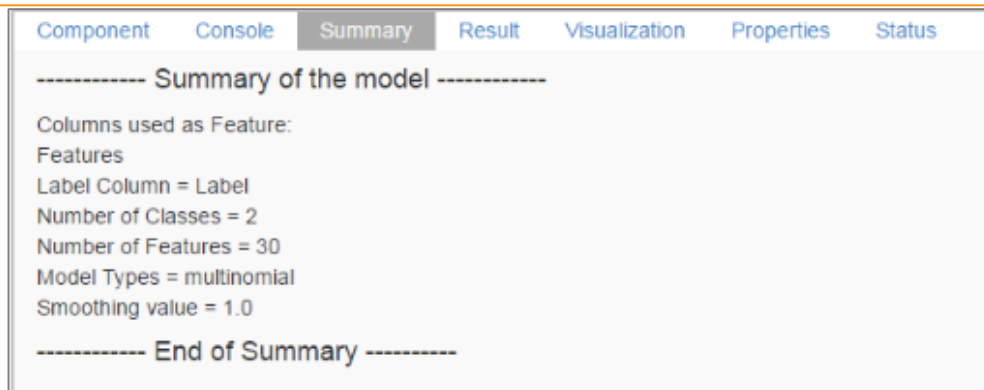 Component Console Summary Result Visualization Properties Status
------------ Summary of the model ------------
Columns used as Feature:
Features
Label Column = Label
Number of Classes = 2
Number of Features = 30
Model Types = multinomial
Smoothing value = 1.0
------------ End of Summary ----------